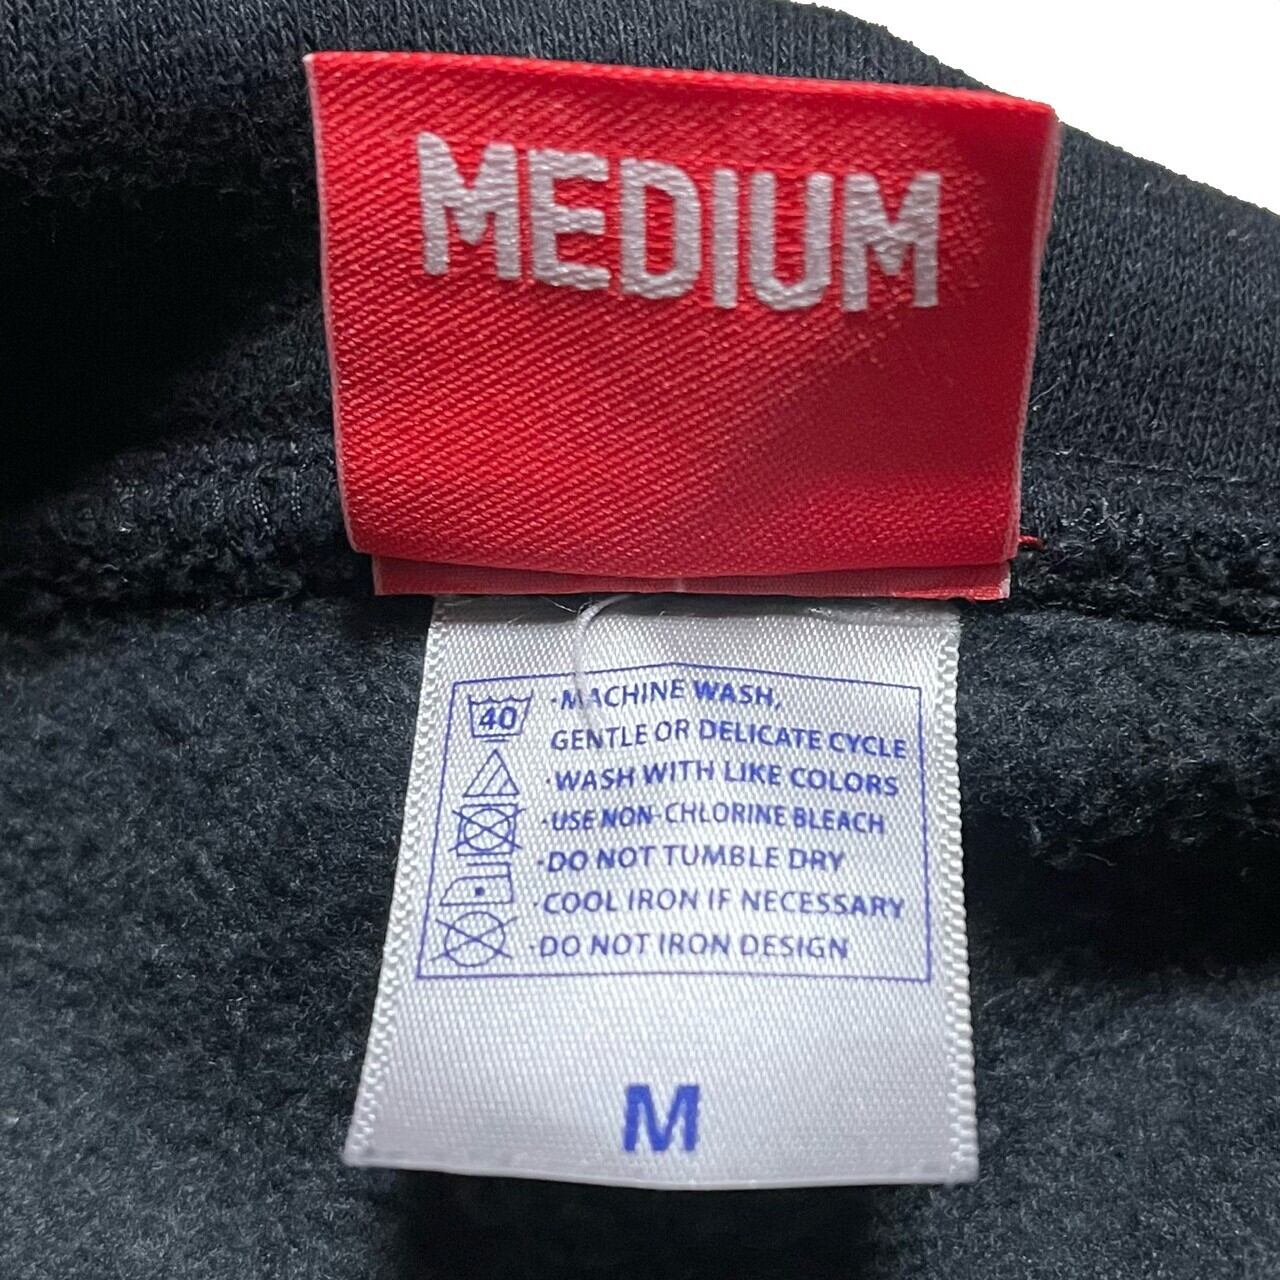 MEDIUM
40
·MACHINE WASH,
GENTLE OR DELICATE CYCLE
·WASH WITH LIKE COLORS
·USE NON-CHLORINE BLEACH
·DO NOT TUMBLE DRY
·COOL IRON IF NECESSARY
·DO NOT IRON DESIGN
M